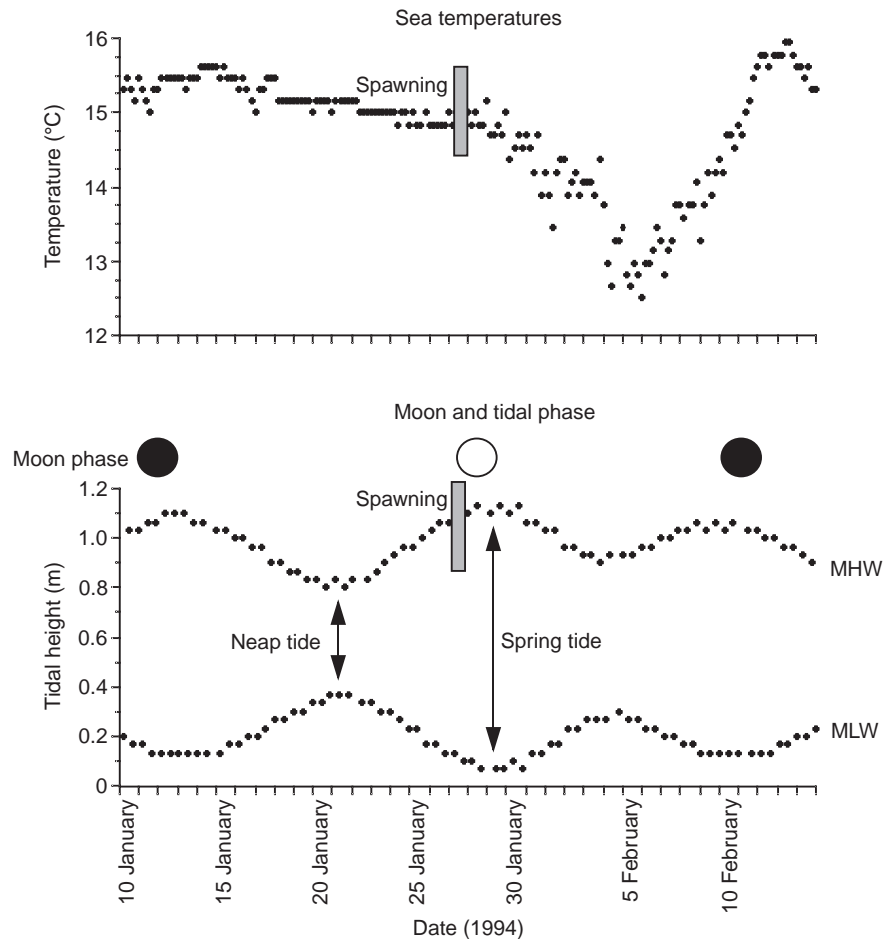 Sea temperatures
16
15
14
13
12
Temperature (°C)
Spawning
Moon and tidal phase
Moon phase
1.2
1.0
0.8
0.6
0.4
0.2
0
Tidal height (m)
Spawning
Neap tide
Spring tide
MHW
MLW
10 January
15 January
20 January
25 January
30 January
5 February
10 February
Date (1994)